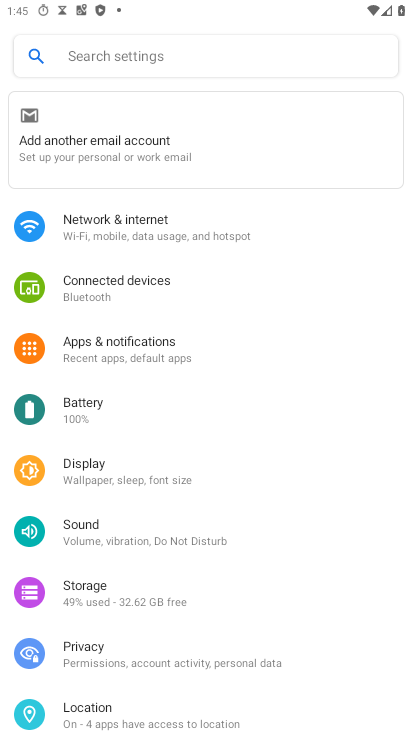 1:45
Search settings
Add another email account
Set up your personal or work email
Network & internet
Wi-Fi, mobile, data usage, and hotspot
Connected devices
Bluetooth
Apps & notifications
Recent apps, default apps
Battery
100%
Display
Wallpaper, sleep, font size
Sound
Volume, vibration, Do Not Disturb
Storage
49% used - 32.62 GB free
Privacy
Permissions, account activity, personal data
Location
On - 4 apps have access to location